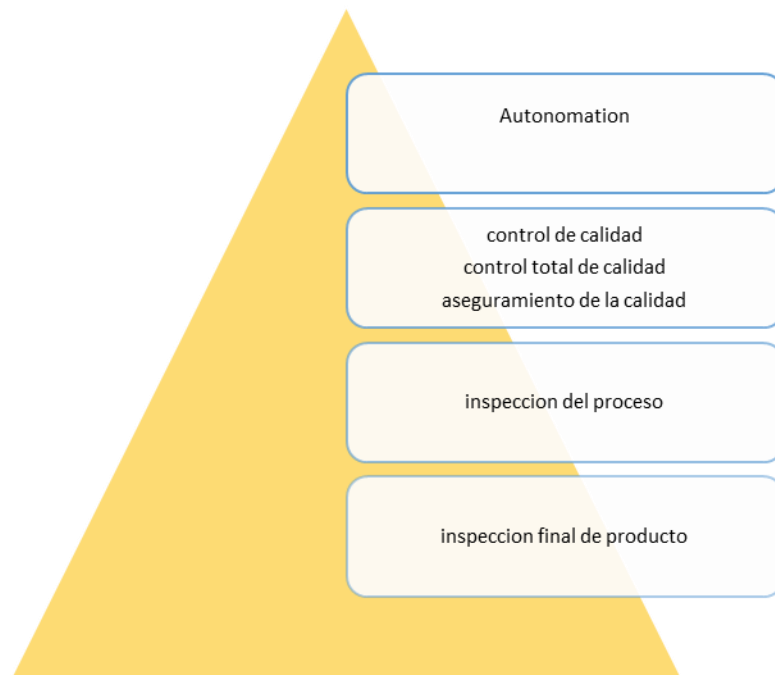 Autonomation
control de calidad
control total de calidad
aseguramiento de la calidad
inspeccion del proceso
inspeccion final de producto